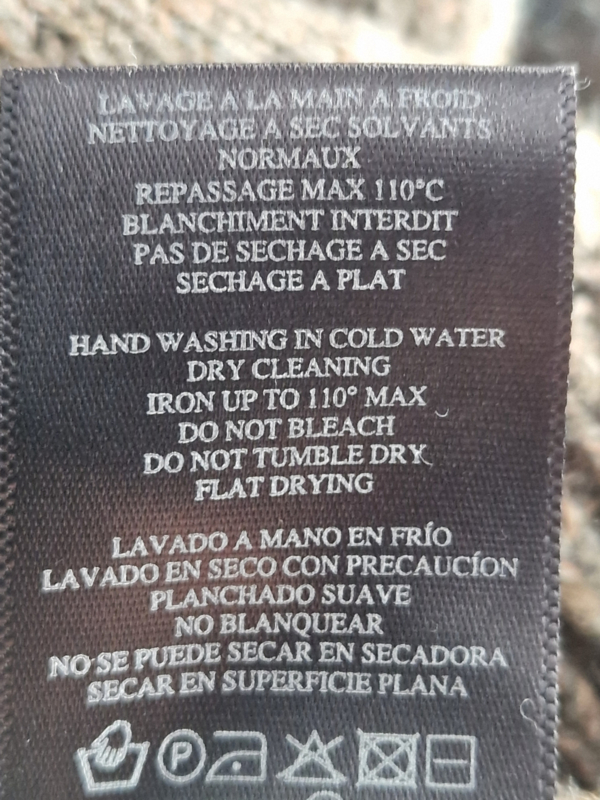 LAVAGE A LA MAIN A FROID
NETTOYAGE A SEC SOLVANTS
NORMAUX
REPASSAGE MAX 110°C
BLANCHIMENT INTERDIT
PAS DE SECHAGE A SEC
SECHAGE A PLAT
HAND WASHING IN COLD WATER
DRY CLEANING
IRON UP TO 110° MAX
DO NOT BLEACH
DO NOT TUMBLE DRY
FLAT DRYING
LAVADO A MANO EN FRÍO
LAVADO EN SECO CON PRECAUCÍON
PLANCHADO SUAVE
NO BLANQUEAR
NO SE PUEDE SECAR EN SECADORA
SECAR EN SUPERFICIE PLANA
P